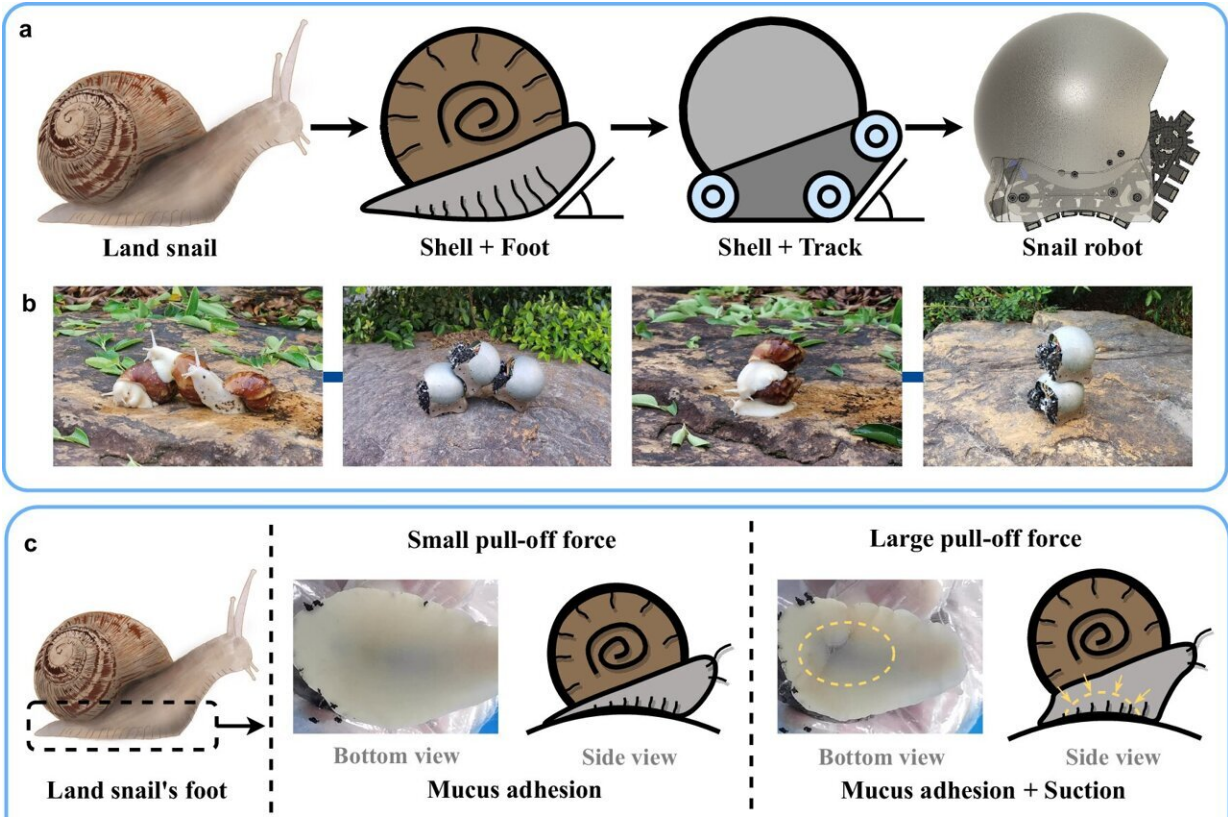 a
Land snail
Shell + Foot
Shell + Track
Snail robot
b
c
Small pull-off force
Large pull-off force
Bottom view
Side view
Bottom view
Side view
Land snail's foot
Mucus adhesion
Mucus adhesion + Suction